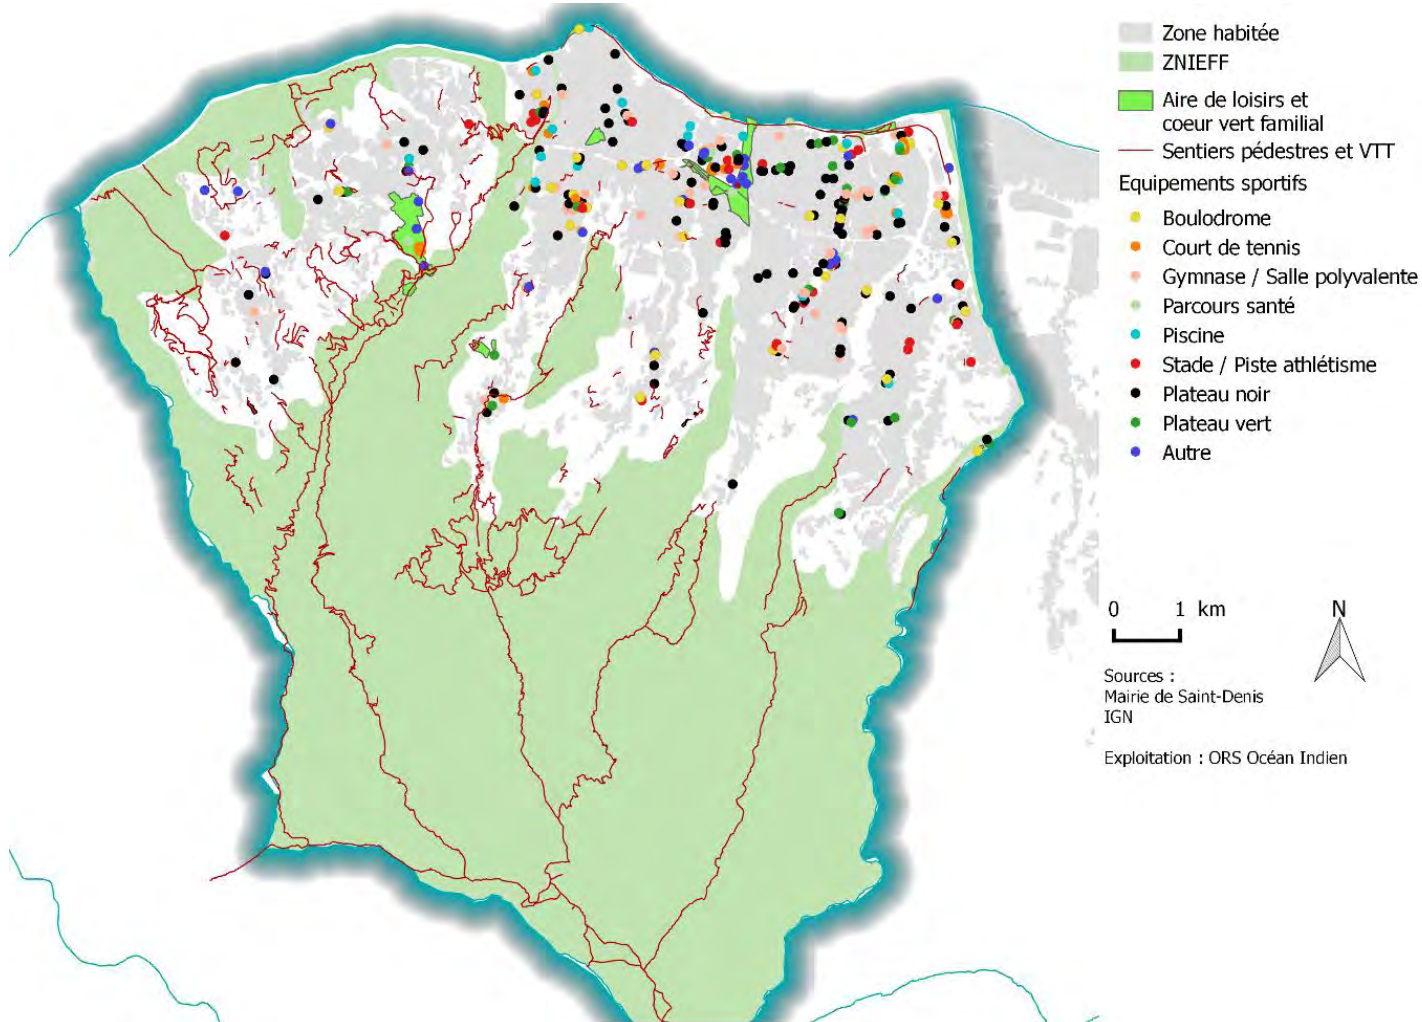 Zone habitée
ZNIEFF
Aire de loisirs et
coeur vert familial
Sentiers pédestres et VTT
Equipements sportifs
Boulodrome
Court de tennis
Gymnase / Salle polyvalente
Parcours santé
Piscine
Stade / Piste athlétisme
Plateau noir
Plateau vert
Autre
0 1 km
N
Sources :
Mairie de Saint-Denis
IGN
Exploitation : ORS Océan Indien